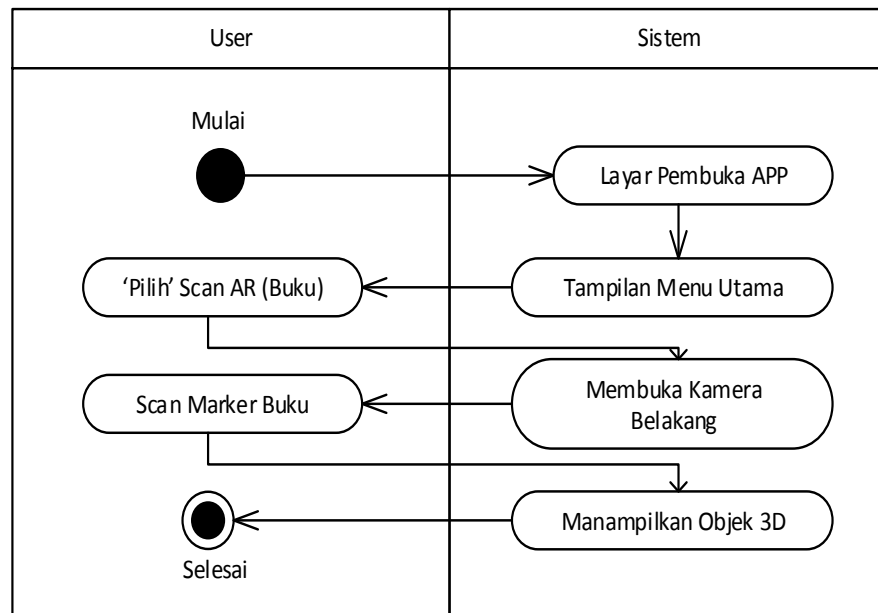 User
Sistem
Mulai
Layar Pembuka APP
‘Pilih’ Scan AR (Buku)
Tampilan Menu Utama
Scan Marker Buku
Membuka Kamera
Belakang
Manampilkan Objek 3D
Selesai